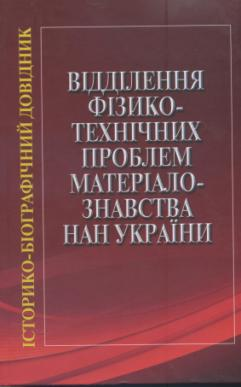 ІСТОРИКО-БІОГРАФІЧНИЙ ДОВІДНИК
ВІДДІЛЕННЯ
ФІЗИКО-
ТЕХНІЧНИХ
ПРОБЛЕМ
МАТЕРІАЛО-
ЗНАВСТВА
НАН УКРАЇНИ